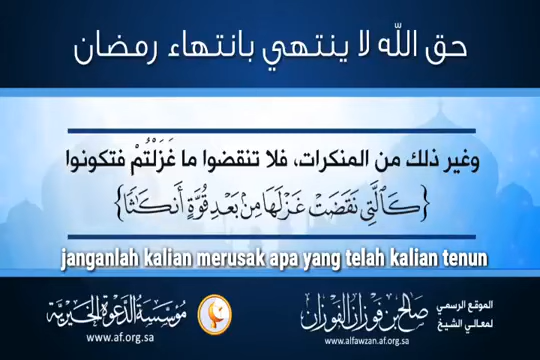 حق الله لا ينتهي بانتهاء رمضان
وغير ذلك من المنكرات، فلا تنقضوا ما غَزَلْتُمْ فتكونوا
{كَالَّتِي نَقَضَتْ غَزْلَهَا مِنْ بَعْدِ قُوَّةٍ أَنكَاثًا}
janganlah kalian merusak apa yang telah kalian tenun
الموقع الرسمي
لمعالي الشيخ
صالح بن فوزان الفوزان
www.alfawzan.af.org.sa
مؤسسة الدعوة الخيرية
www.af.org.sa